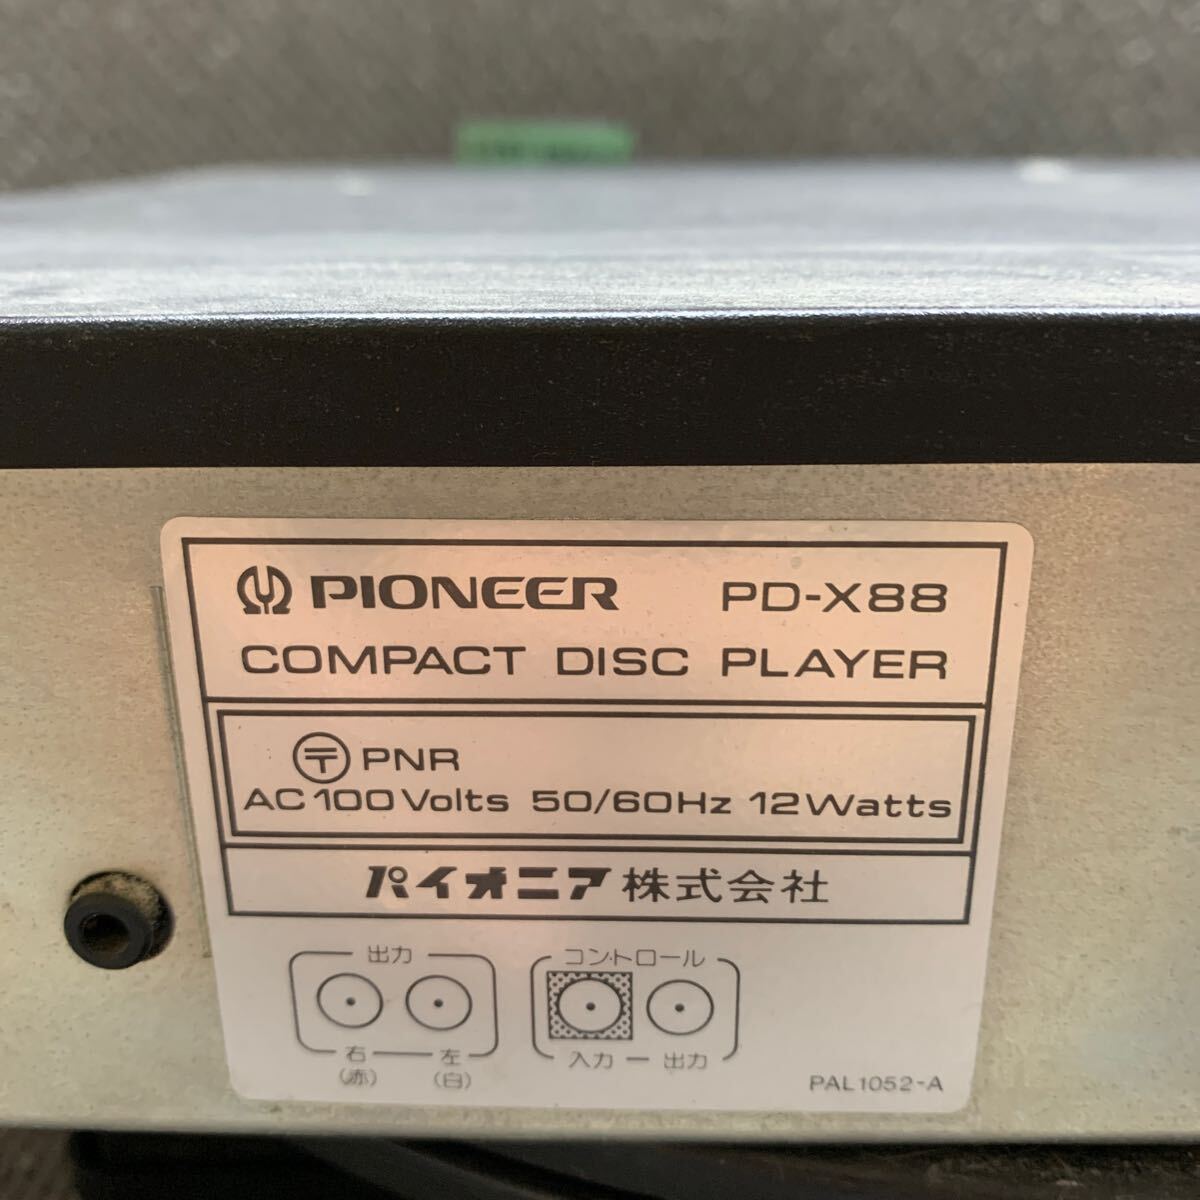 PIONEER PD-X88
COMPACT DISC PLAYER
〒 PNR
AC 100 Volts 50/60Hz 12 Watts
パイオニア株式会社
出力
コントロール
右 左
(赤) (白)
入力 出力
PAL1052-A